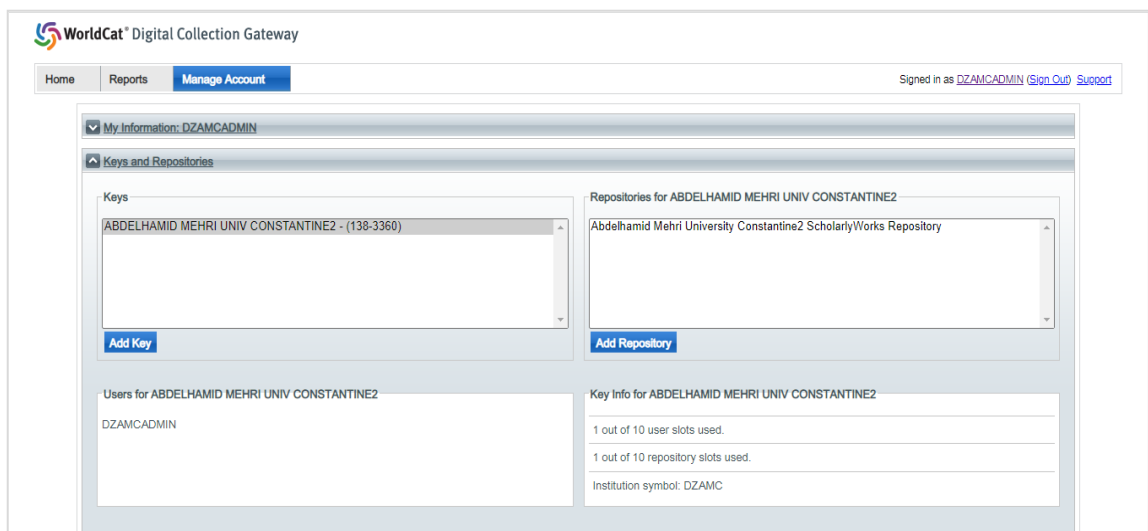 WorldCat® Digital Collection Gateway
Home Reports Manage Account Signed in as DZAMCADMIN (Sign Out) Support
My Information: DZAMCADMIN
Keys and Repositories
Keys
ABDELHAMID MEHRI UNIV CONSTANTINE2 - (138-3360)
Add Key
Repositories for ABDELHAMID MEHRI UNIV CONSTANTINE2
Abdelhamid Mehri University Constantine2 ScholarlyWorks Repository
Add Repository
Users for ABDELHAMID MEHRI UNIV CONSTANTINE2
DZAMCADMIN
Key Info for ABDELHAMID MEHRI UNIV CONSTANTINE2
1 out of 10 user slots used.
1 out of 10 repository slots used.
Institution symbol: DZAMC